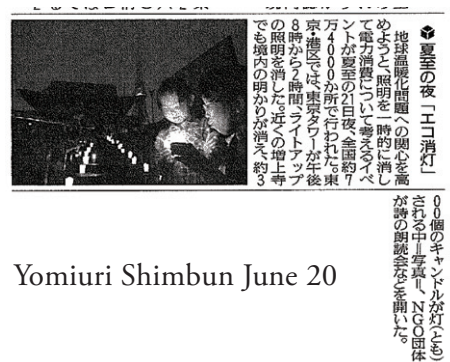 夏至の夜「エコ消灯」
地球温暖化問題への関心を高
めようと、照明を一時的に消し
て電力消費について考えるイベ
ントが夏至の21日夜、全国約7
万4000か所で行われた。東
京・港区では、東京タワーが午後
8時から2時間、ライトアップ
の照明を消した。近くの増上寺
でも境内の明かりが消え、約3
00個のキャンドルが灯(とも)
される中=写真=、NGO団体
が詩の朗読会などを開いた。
Yomiuri Shimbun June 20